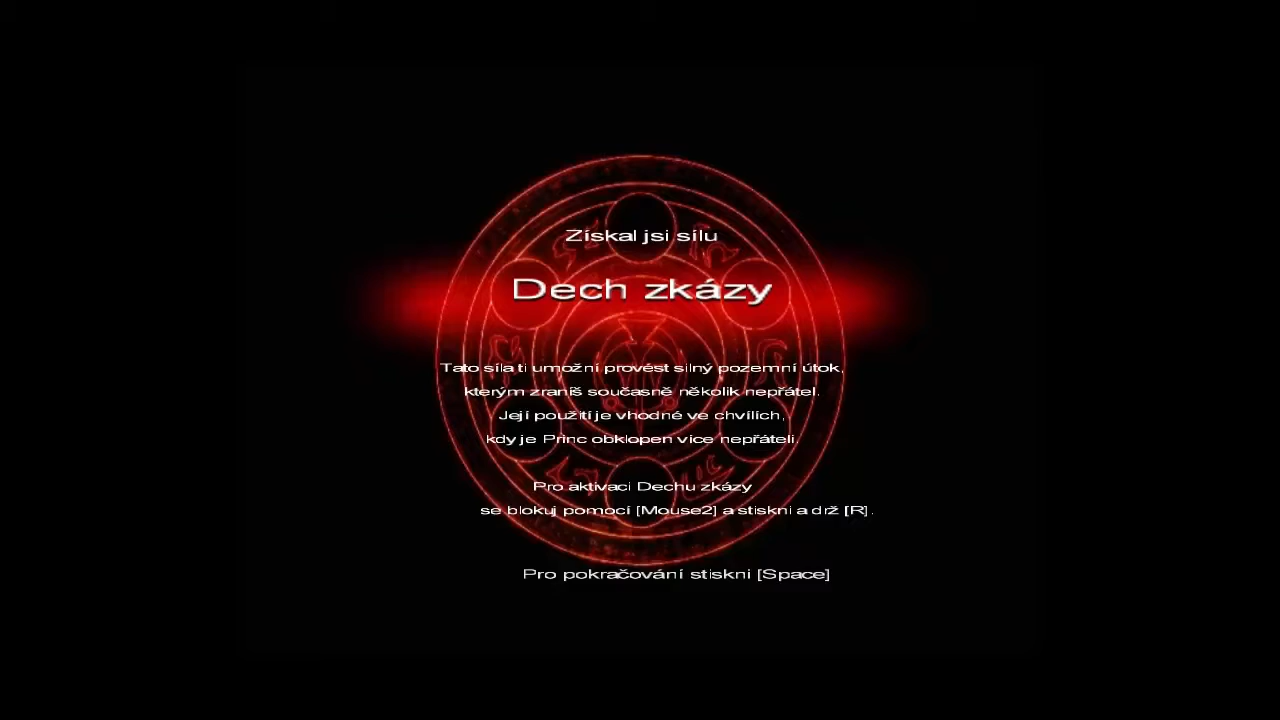 Získal jsi sílu
Dech zkázy
Tato síla ti umožní provést silný pozemní útok,
kterým zraníš současně několik nepřátel.
Její použití je vhodné ve chvílích,
kdy je Princ obklopen více nepřáteli.
Pro aktivaci Dechu zkázy
se blokuj pomocí [Mouse2] a stiskni a drž [R].
Pro pokračování stiskni [Space]